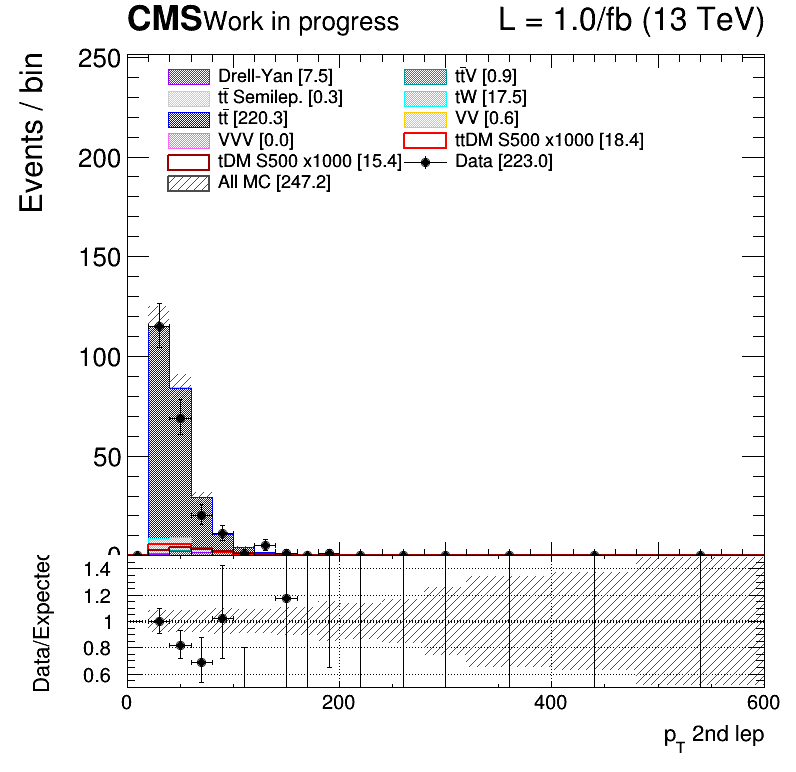 CMS Work in progress L = 1.0/fb (13 TeV)
Events / bin
250
200
150
100
50
0
Drell-Yan [7.5] tt̄V [0.9]
tt̄ Semilep. [0.3] tW [17.5]
tt̄ [220.3] VV [0.6]
VVV [0.0] ttDM S500 x1000 [18.4]
tDM S500 x1000 [15.4] Data [223.0]
All MC [247.2]
Data/Expected
1.4
1.2
1
0.8
0.6
0 200 400 600
p_T 2nd lep